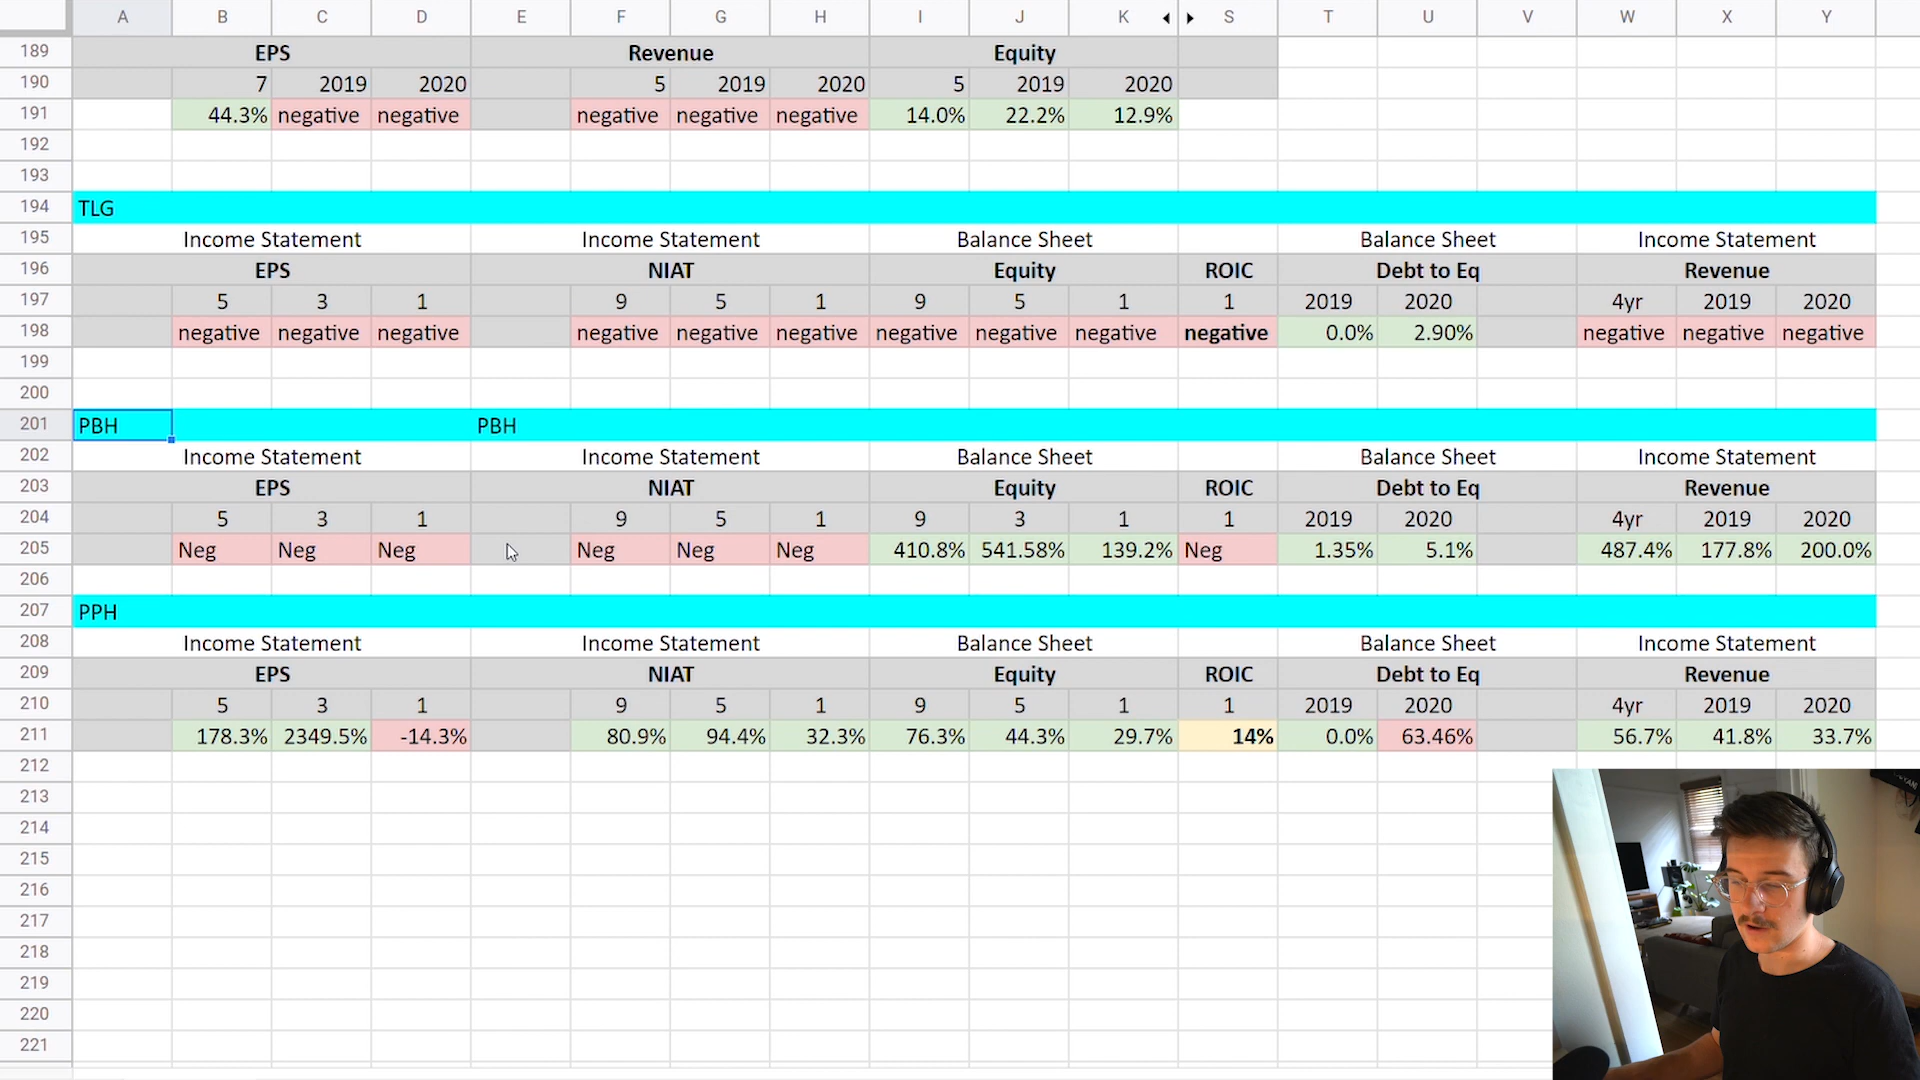 A B C D E F G H I J K S T U V W X Y
189 EPS Revenue Equity
190 7 2019 2020 5 2019 2020 5 2019 2020
191 44.3% negative negative negative negative negative 14.0% 22.2% 12.9%
192
193
194 TLG
195 Income Statement Income Statement Balance Sheet Balance Sheet Income Statement
196 EPS NIAT Equity ROIC Debt to Eq Revenue
197 5 3 1 9 5 1 9 5 1 1 2019 2020 4yr 2019 2020
198 negative negative negative negative negative negative negative negative negative negative 0.0% 2.90% negative negative negative
199
200
201 PBH PBH
202 Income Statement Income Statement Balance Sheet Balance Sheet Income Statement
203 EPS NIAT Equity ROIC Debt to Eq Revenue
204 5 3 1 9 5 1 9 3 1 1 2019 2020 4yr 2019 2020
205 Neg Neg Neg Neg Neg Neg 410.8% 541.58% 139.2% Neg 1.35% 5.1% 487.4% 177.8% 200.0%
206
207 PPH
208 Income Statement Income Statement Balance Sheet Balance Sheet Income Statement
209 EPS NIAT Equity ROIC Debt to Eq Revenue
210 5 3 1 9 5 1 9 5 1 1 2019 2020 4yr 2019 2020
211 178.3% 2349.5% -14.3% 80.9% 94.4% 32.3% 76.3% 44.3% 29.7% 14% 0.0% 63.46% 56.7% 41.8% 33.7%
212
213
214
215
216
217
218
219
220
221